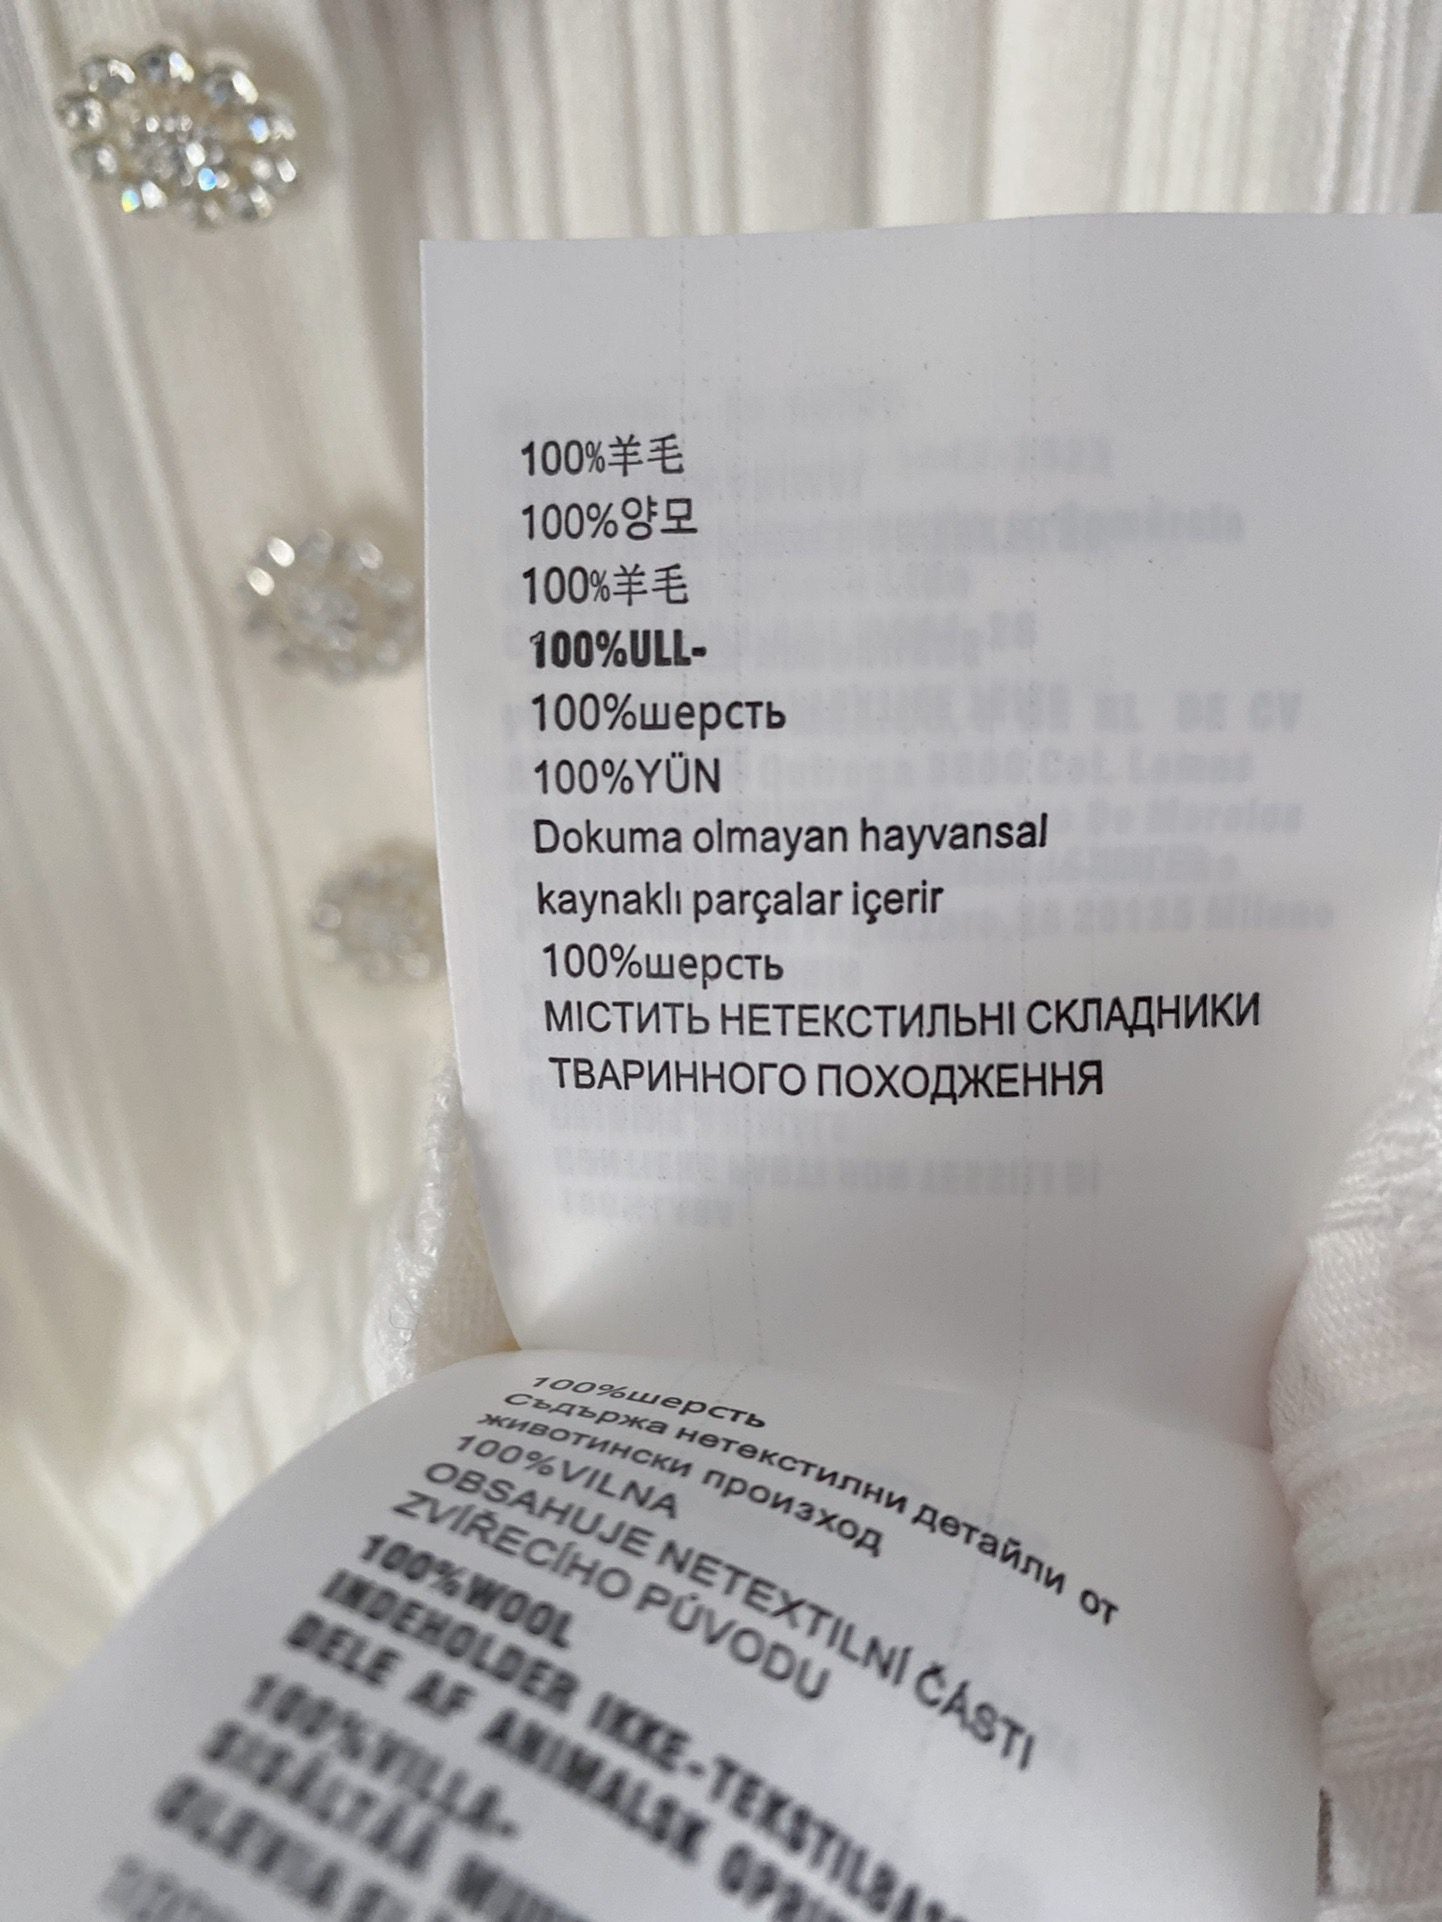 100%羊毛
100%양모
100%羊毛
100%ULL-
100%шерсть
100%YÜN
Dokuma olmayan hayvansal
kaynaklı parçalar içerir
100%шерсть
МІСТИТЬ НЕТЕКСТИЛЬНІ СКЛАДНИКИ
ТВАРИННОГО ПОХОДЖЕННЯ
100%шерсть
Съдържа нетекстилни детайли от
животински произход
100%VILNA
OBSAHUJE NETEXTILNÍ ČÁSTI
ZVÍŘECÍHO PÚVODU
100%WOOL
INDEHOLDER IKKE-TEKSTILBA
DELE AF ANIMALSK OPRI
100%VILLA-
SISÄLTÄÄ